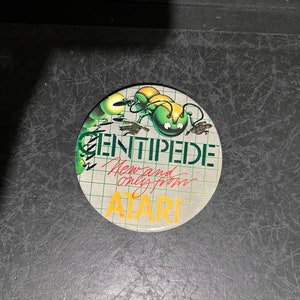 CENTIPEDE
New and
only from
ATARI